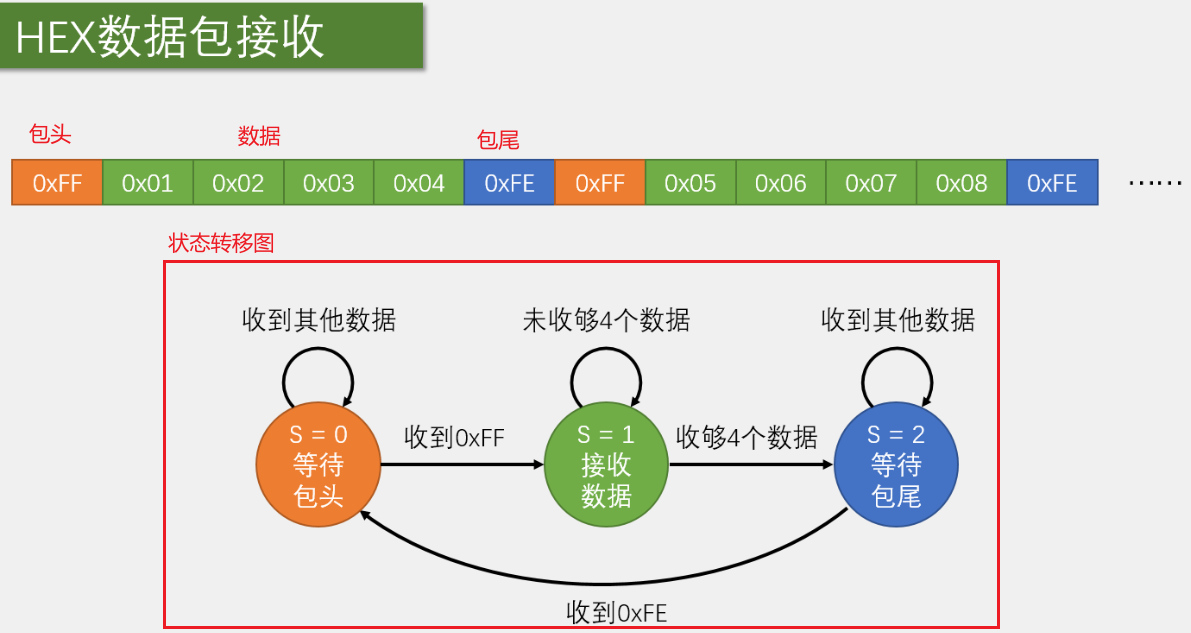 HEX数据包接收
包头
数据
包尾
0xFF 0x01 0x02 0x03 0x04 0xFE 0xFF 0x05 0x06 0x07 0x08 0xFE ……
状态转移图
收到其他数据
未收够4个数据
收到其他数据
S = 0
等待
包头
收到0xFF
S = 1
接收
数据
收够4个数据
S = 2
等待
包尾
收到0xFE